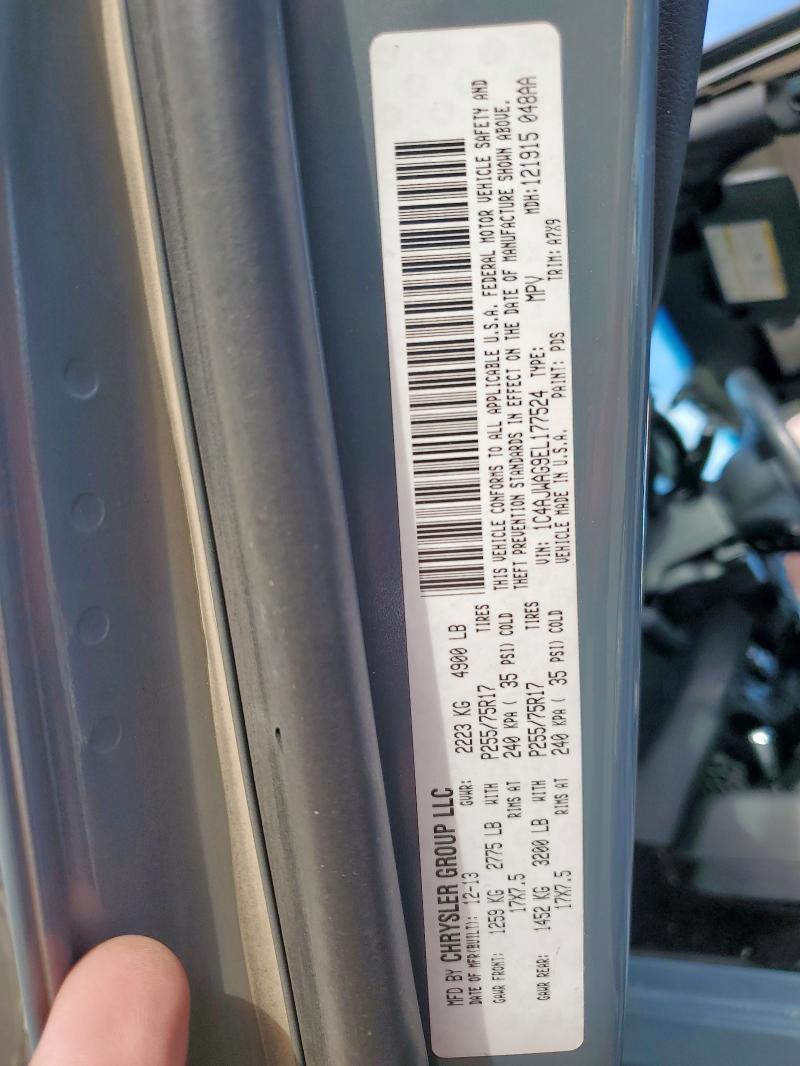 MFD BY CHRYSLER GROUP LLC
DATE OF MFR(BUILT): 12-13 GVWR: 2223 KG 4900 LB
GAWR FRONT: 1259 KG 2775 LB WITH P255/75R17 TIRES
17X7.5 RIMS AT 240 KPA ( 35 PSI) COLD
GAWR REAR: 1452 KG 3200 LB WITH P255/75R17 TIRES
17X7.5 RIMS AT 240 KPA ( 35 PSI) COLD
THIS VEHICLE CONFORMS TO ALL APPLICABLE U.S.A. FEDERAL MOTOR VEHICLE SAFETY AND
THEFT PREVENTION STANDARDS IN EFFECT ON THE DATE OF MANUFACTURE SHOWN ABOVE.
VIN: 1C4AJWAG9EL177524 TYPE: MPV MDH:121915 048AA
VEHICLE MADE IN U.S.A. PAINT: PDS TRIM: A7X9